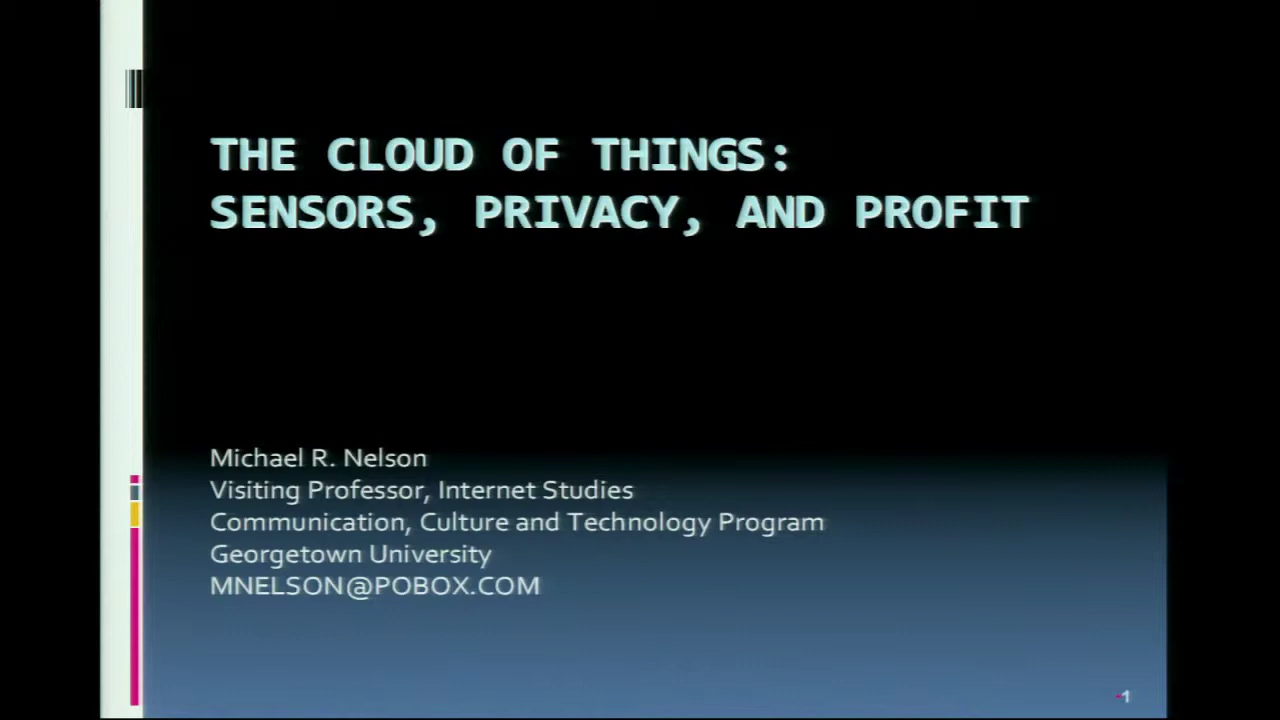 THE CLOUD OF THINGS:
SENSORS, PRIVACY, AND PROFIT
Michael R. Nelson
Visiting Professor, Internet Studies
Communication, Culture and Technology Program
Georgetown University
MNELSON@POBOX.COM
1